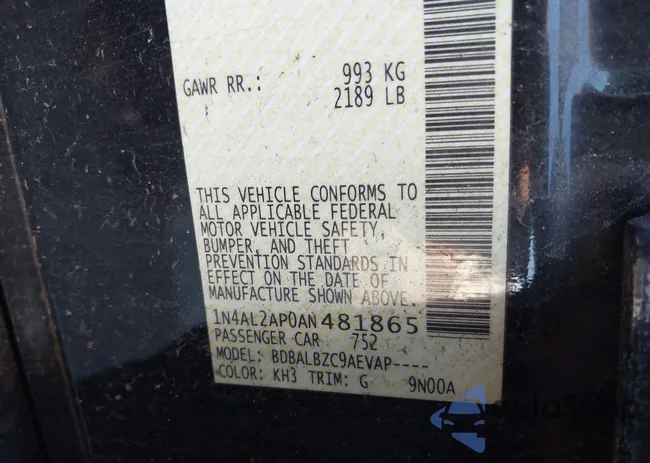 GAWR RR.: 993 KG
2189 LB
THIS VEHICLE CONFORMS TO
ALL APPLICABLE FEDERAL
MOTOR VEHICLE SAFETY,
BUMPER, AND THEFT
PREVENTION STANDARDS IN
EFFECT ON THE DATE OF
MANUFACTURE SHOWN ABOVE.
1N4AL2AP0AN481865
PASSENGER CAR 752
MODEL: BDBALBZC9AEVAP----
COLOR: KH3 TRIM: G 9N00A